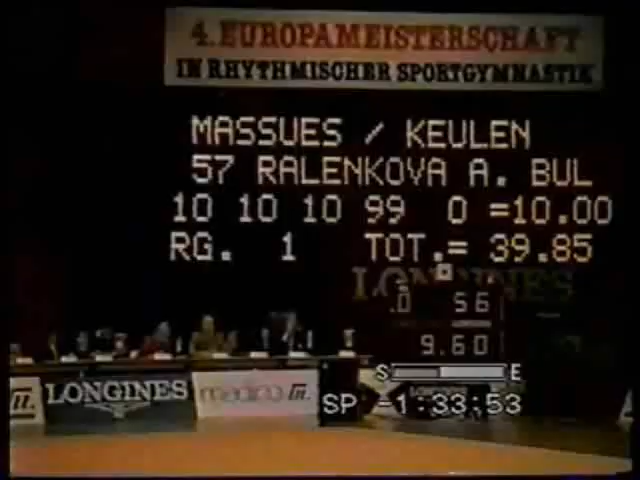 4. EUROPAMEISTERSCHAFT
IN RHYTHMISCHER SPORTGYMNASTIK
MASSUES / KEULEN
57 RALENKOVA A. BUL
10 10 10 99 0 =10.00
RG. 1 TOT.= 39.85
LONGINES
.0 56
9.60
S E
LONGINES
SP -1:33:53